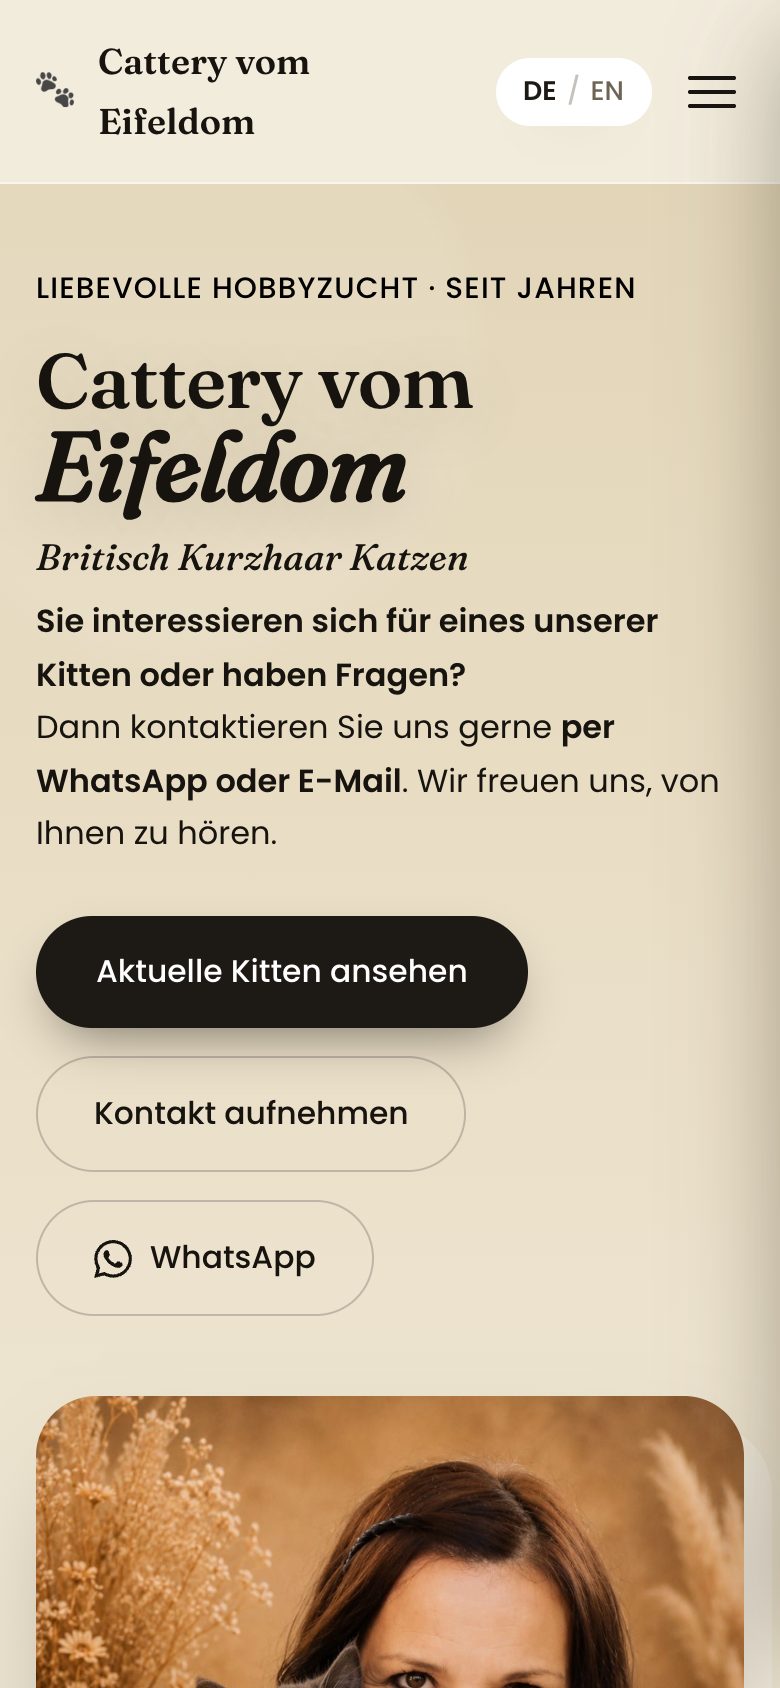 Cattery vom
Eifeldom
DE / EN
LIEBEVOLLE HOBBYZUCHT · SEIT JAHREN
Cattery vom
Eifeldom
Britisch Kurzhaar Katzen
Sie interessieren sich für eines unserer
Kitten oder haben Fragen?
Dann kontaktieren Sie uns gerne per
WhatsApp oder E-Mail. Wir freuen uns, von
Ihnen zu hören.
Aktuelle Kitten ansehen
Kontakt aufnehmen
WhatsApp